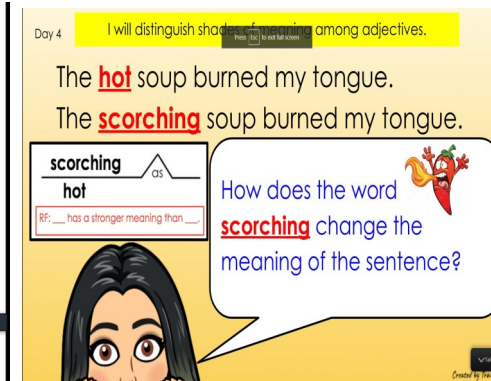 Day 4
I will distinguish shades of meaning among adjectives.
Press Esc to exit full screen
The hot soup burned my tongue.
The scorching soup burned my tongue.
scorching
as
hot
RF: ___ has a stronger meaning than ___.
How does the word
scorching change the
meaning of the sentence?
Created by